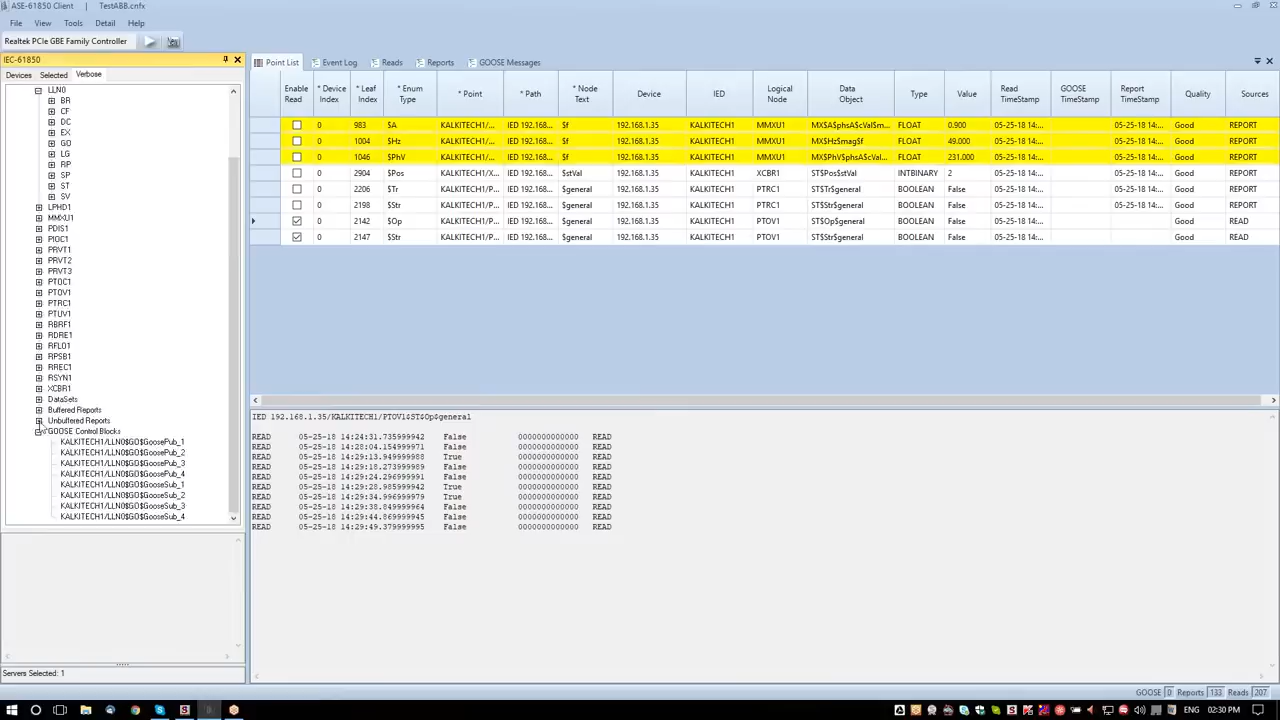 ASE-61850 Client TestABB.cnfx
File View Tools Detail Help
Realtek PCIe GBE Family Controller
IEC-61850
Devices Selected Verbose
LLN0
BR
CF
DC
EX
GO
LG
RP
SP
ST
SV
LPHD1
MMXU1
PDIS1
PIOC1
PRVT1
PRVT2
PRVT3
PTOC1
PTOV1
PTRC1
PTUV1
RBRF1
RDRE1
RFLO1
RPSB1
RREC1
RSYN1
XCBR1
DataSets
Buffered Reports
Unbuffered Reports
GOOSE Control Blocks
KALKITECH1/LLN0$GO$GoosePub_1
KALKITECH1/LLN0$GO$GoosePub_2
KALKITECH1/LLN0$GO$GoosePub_3
KALKITECH1/LLN0$GO$GoosePub_4
KALKITECH1/LLN0$GO$GooseSub_1
KALKITECH1/LLN0$GO$GooseSub_2
KALKITECH1/LLN0$GO$GooseSub_3
KALKITECH1/LLN0$GO$GooseSub_4
Servers Selected: 1
Point List Event Log Reads Reports GOOSE Messages
Enable Read * Device Index * Leaf Index * Enum Type * Point * Path * Node Text Device IED Logical Node Data Object Type Value Read TimeStamp GOOSE TimeStamp Report TimeStamp Quality Sources
0 983 $A KALKITECH1/... IED 192.168... $f 192.168.1.35 KALKITECH1 MMXU1 MX$A$phsA$cVal$m... FLOAT 0.900 05-25-18 14:... 05-25-18 14:... Good REPORT
0 1004 $Hz KALKITECH1/... IED 192.168... $f 192.168.1.35 KALKITECH1 MMXU1 MX$Hz$mag$f FLOAT 49.000 05-25-18 14:... 05-25-18 14:... Good REPORT
0 1046 $PhV KALKITECH1/... IED 192.168... $f 192.168.1.35 KALKITECH1 MMXU1 MX$PhV$phsA$cVal... FLOAT 231.000 05-25-18 14:... 05-25-18 14:... Good REPORT
0 2904 $Pos KALKITECH1/X... IED 192.168... $stVal 192.168.1.35 KALKITECH1 XCBR1 ST$Pos$stVal INTBINARY 2 05-25-18 14:... 05-25-18 14:... Good REPORT
0 2206 $Tr KALKITECH1/P... IED 192.168... $general 192.168.1.35 KALKITECH1 PTRC1 ST$Tr$general BOOLEAN False 05-25-18 14:... 05-25-18 14:... Good REPORT
0 2198 $Str KALKITECH1/P... IED 192.168... $general 192.168.1.35 KALKITECH1 PTRC1 ST$Str$general BOOLEAN False 05-25-18 14:... 05-25-18 14:... Good REPORT
0 2142 $Op KALKITECH1/P... IED 192.168... $general 192.168.1.35 KALKITECH1 PTOV1 ST$Op$general BOOLEAN False 05-25-18 14:... Good READ
0 2147 $Str KALKITECH1/P... IED 192.168... $general 192.168.1.35 KALKITECH1 PTOV1 ST$Str$general BOOLEAN False 05-25-18 14:... Good READ
IED 192.168.1.35/KALKITECH1/PTOV1$ST$Op$general
READ 05-25-18 14:24:31.735999942 False 0000000000000 READ
READ 05-25-18 14:28:04.154999971 False 0000000000000 READ
READ 05-25-18 14:29:13.949999988 True 0000000000000 READ
READ 05-25-18 14:29:18.273999989 False 0000000000000 READ
READ 05-25-18 14:29:24.296999991 False 0000000000000 READ
READ 05-25-18 14:29:28.985999942 True 0000000000000 READ
READ 05-25-18 14:29:34.996999979 True 0000000000000 READ
READ 05-25-18 14:29:38.849999964 False 0000000000000 READ
READ 05-25-18 14:29:44.869999945 False 0000000000000 READ
READ 05-25-18 14:29:49.379999995 False 0000000000000 READ
GOOSE 0 Reports 133 Reads 207
ENG 02:30 PM